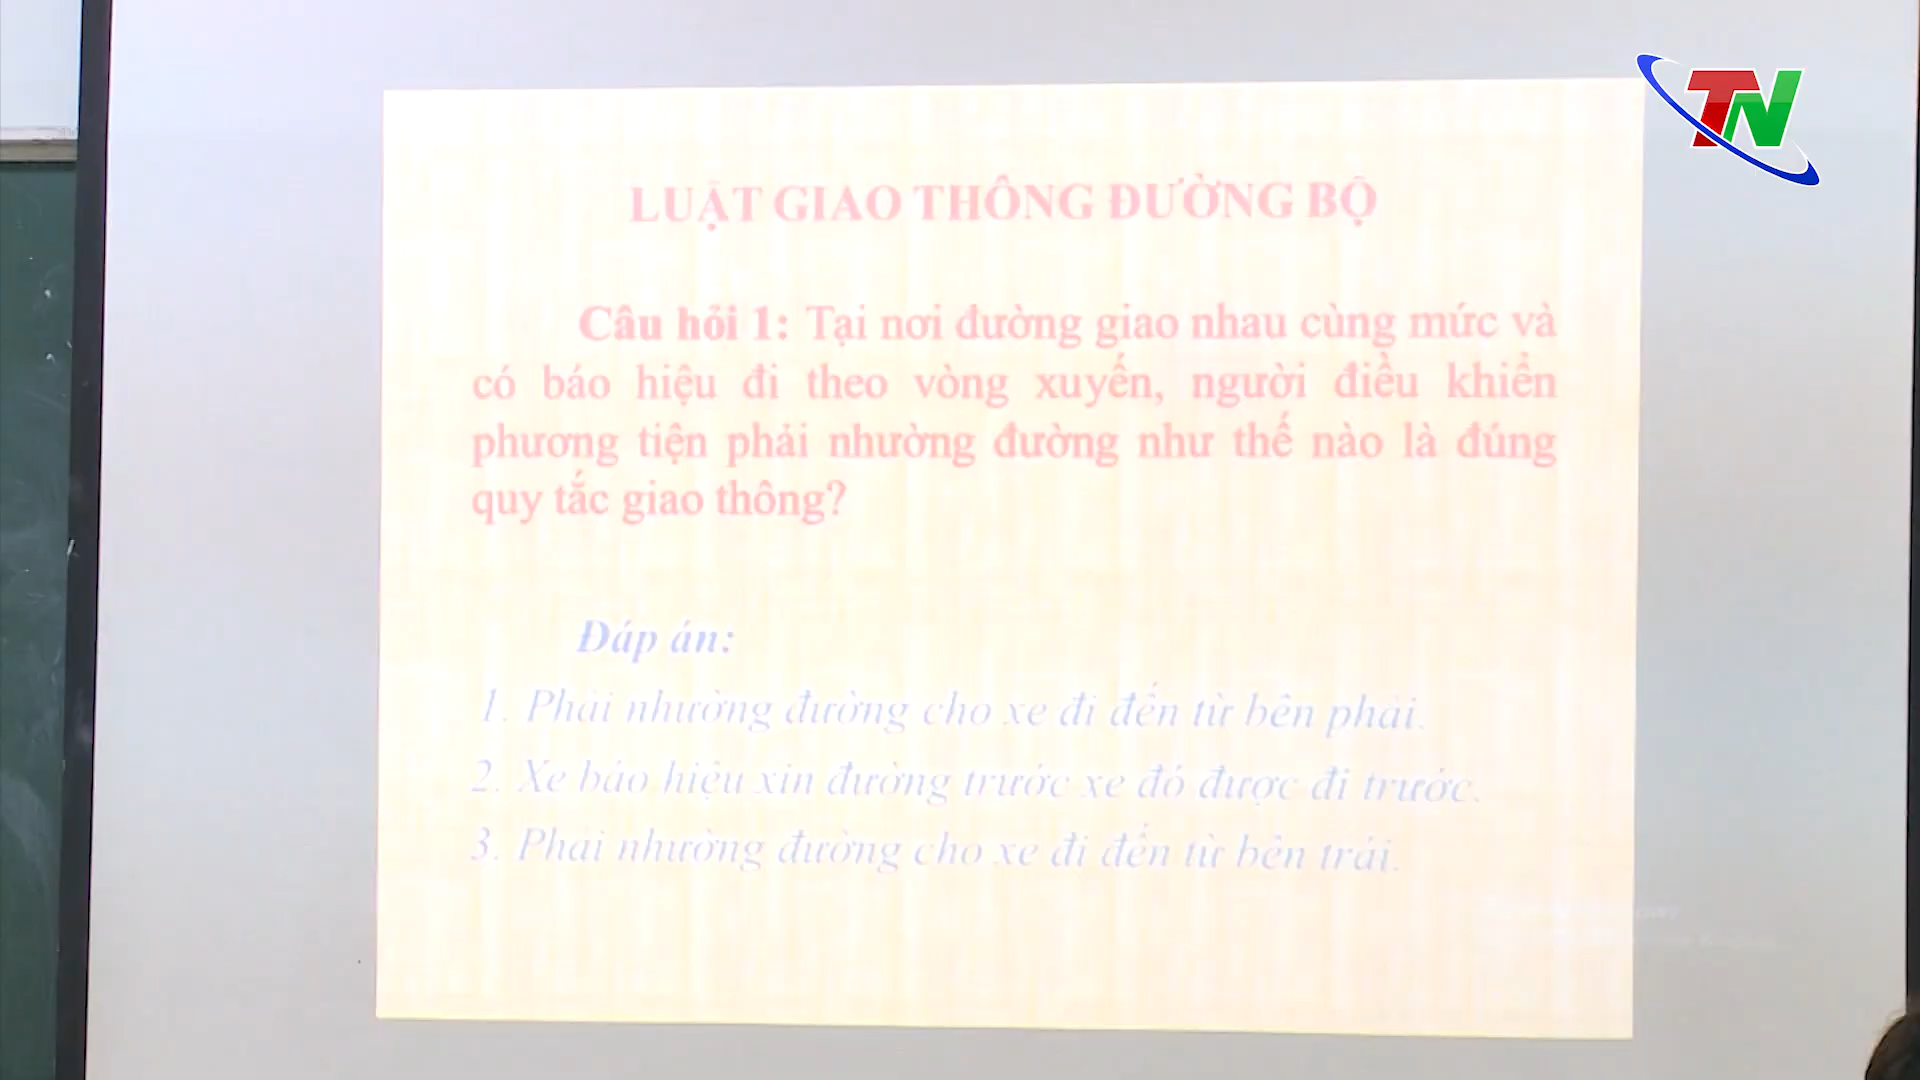 TN
LUẬT GIAO THÔNG ĐƯỜNG BỘ
Câu hỏi 1: Tại nơi đường giao nhau cùng mức và
có báo hiệu đi theo vòng xuyến, người điều khiển
phương tiện phải nhường đường như thế nào là đúng
quy tắc giao thông?
Đáp án:
1. Phải nhường đường cho xe đi đến từ bên phải.
2. Xe báo hiệu xin đường trước xe đó được đi trước.
3. Phải nhường đường cho xe đi đến từ bên trái.